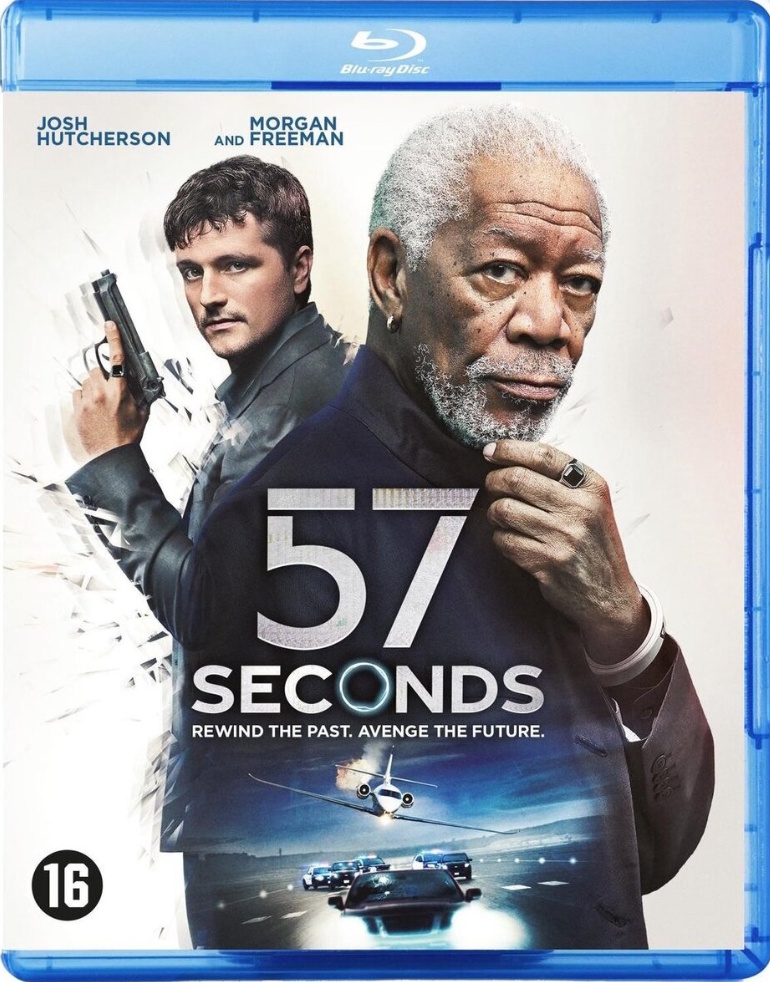 Blu-ray Disc
JOSH
HUTCHERSON
MORGAN
AND FREEMAN
57
SECONDS
REWIND THE PAST. AVENGE THE FUTURE.
16